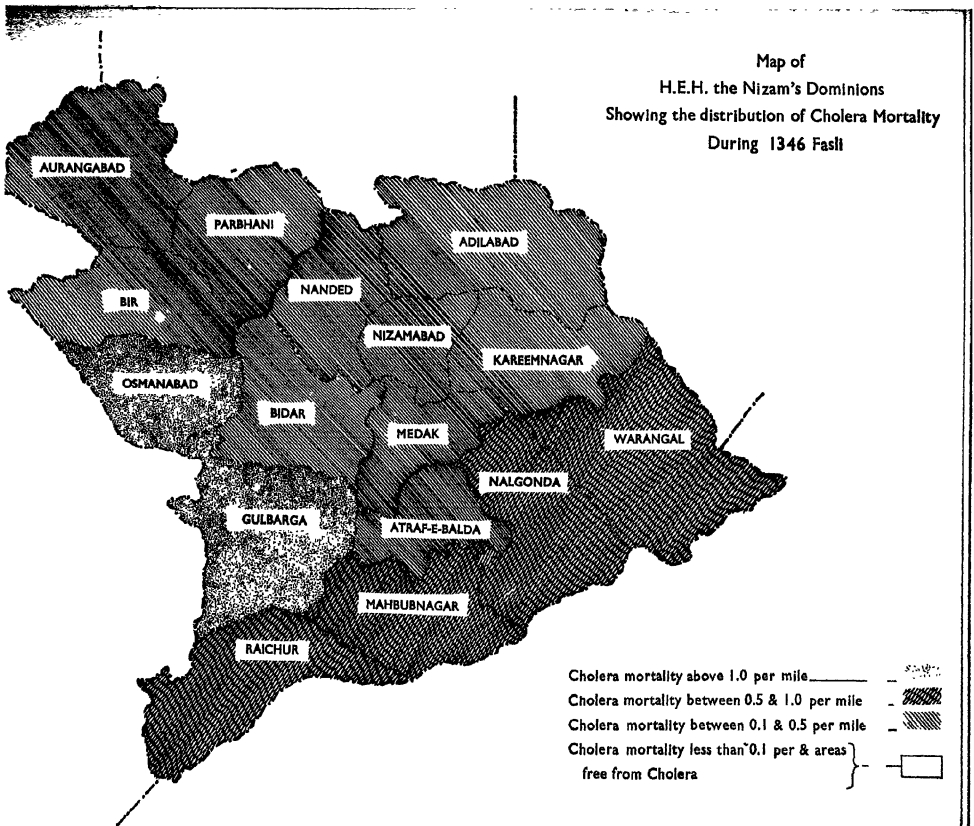 Map of
H.E.H. the Nizam's Dominions
Showing the distribution of Cholera Mortality
During 1346 Fasli
AURANGABAD
PARBHANI
ADILABAD
NANDED
BIR
NIZAMABAD
KAREEMNAGAR
OSMANABAD
BIDAR
MEDAK
WARANGAL
NALGONDA
GULBARGA
ATRAF-E-BALDA
MAHBUBNAGAR
RAICHUR
Cholera mortality above 1.0 per mile
Cholera mortality between 0.5 & 1.0 per mile
Cholera mortality between 0.1 & 0.5 per mile
Cholera mortality less than 0.1 per & areas
free from Cholera